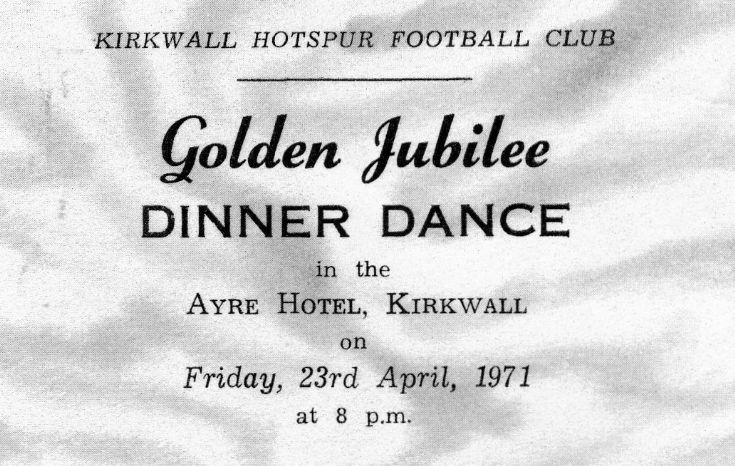 KIRKWALL HOTSPUR FOOTBALL CLUB
Golden Jubilee
DINNER DANCE
in the
AYRE HOTEL, KIRKWALL
on
Friday, 23rd April, 1971
at 8 p.m.